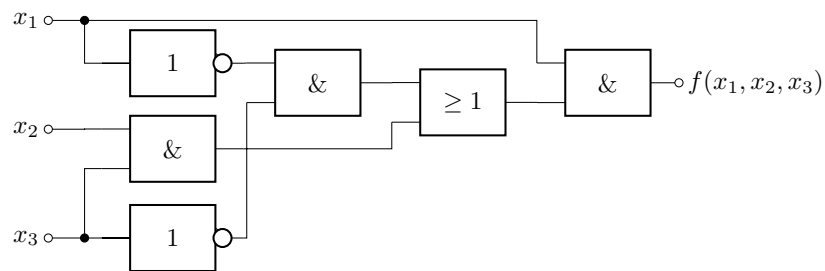 x₁
1
&
≥ 1
&
f(x₁, x₂, x₃)
x₂
&
x₃
1